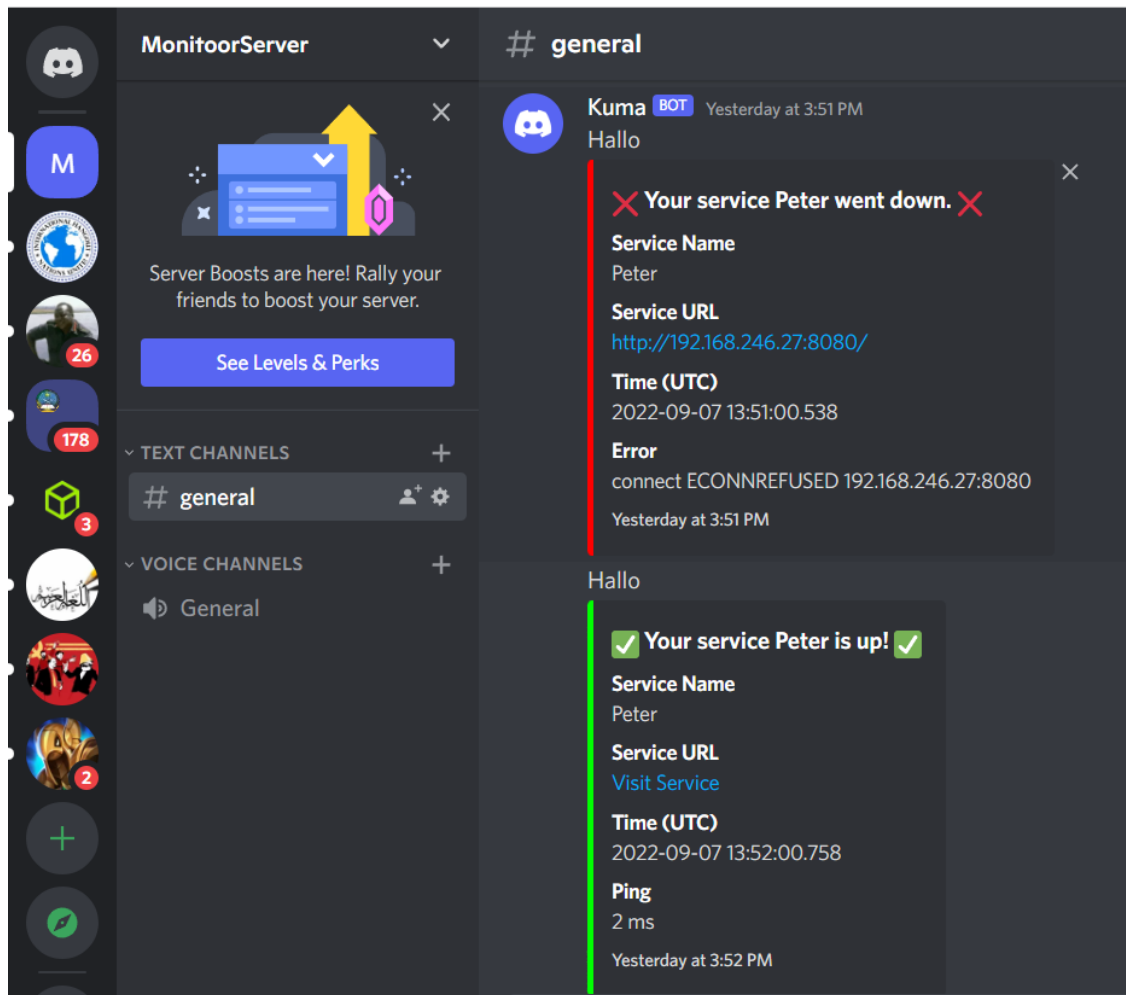 MonitoorServer
Server Boosts are here! Rally your
friends to boost your server.
See Levels & Perks
TEXT CHANNELS
# general
VOICE CHANNELS
General
M
26
178
3
2
# general
Kuma BOT Yesterday at 3:51 PM
Hallo
❌ Your service Peter went down. ❌
Service Name
Peter
Service URL
http://192.168.246.27:8080/
Time (UTC)
2022-09-07 13:51:00.538
Error
connect ECONNREFUSED 192.168.246.27:8080
Yesterday at 3:51 PM
Hallo
✅ Your service Peter is up! ✅
Service Name
Peter
Service URL
Visit Service
Time (UTC)
2022-09-07 13:52:00.758
Ping
2 ms
Yesterday at 3:52 PM